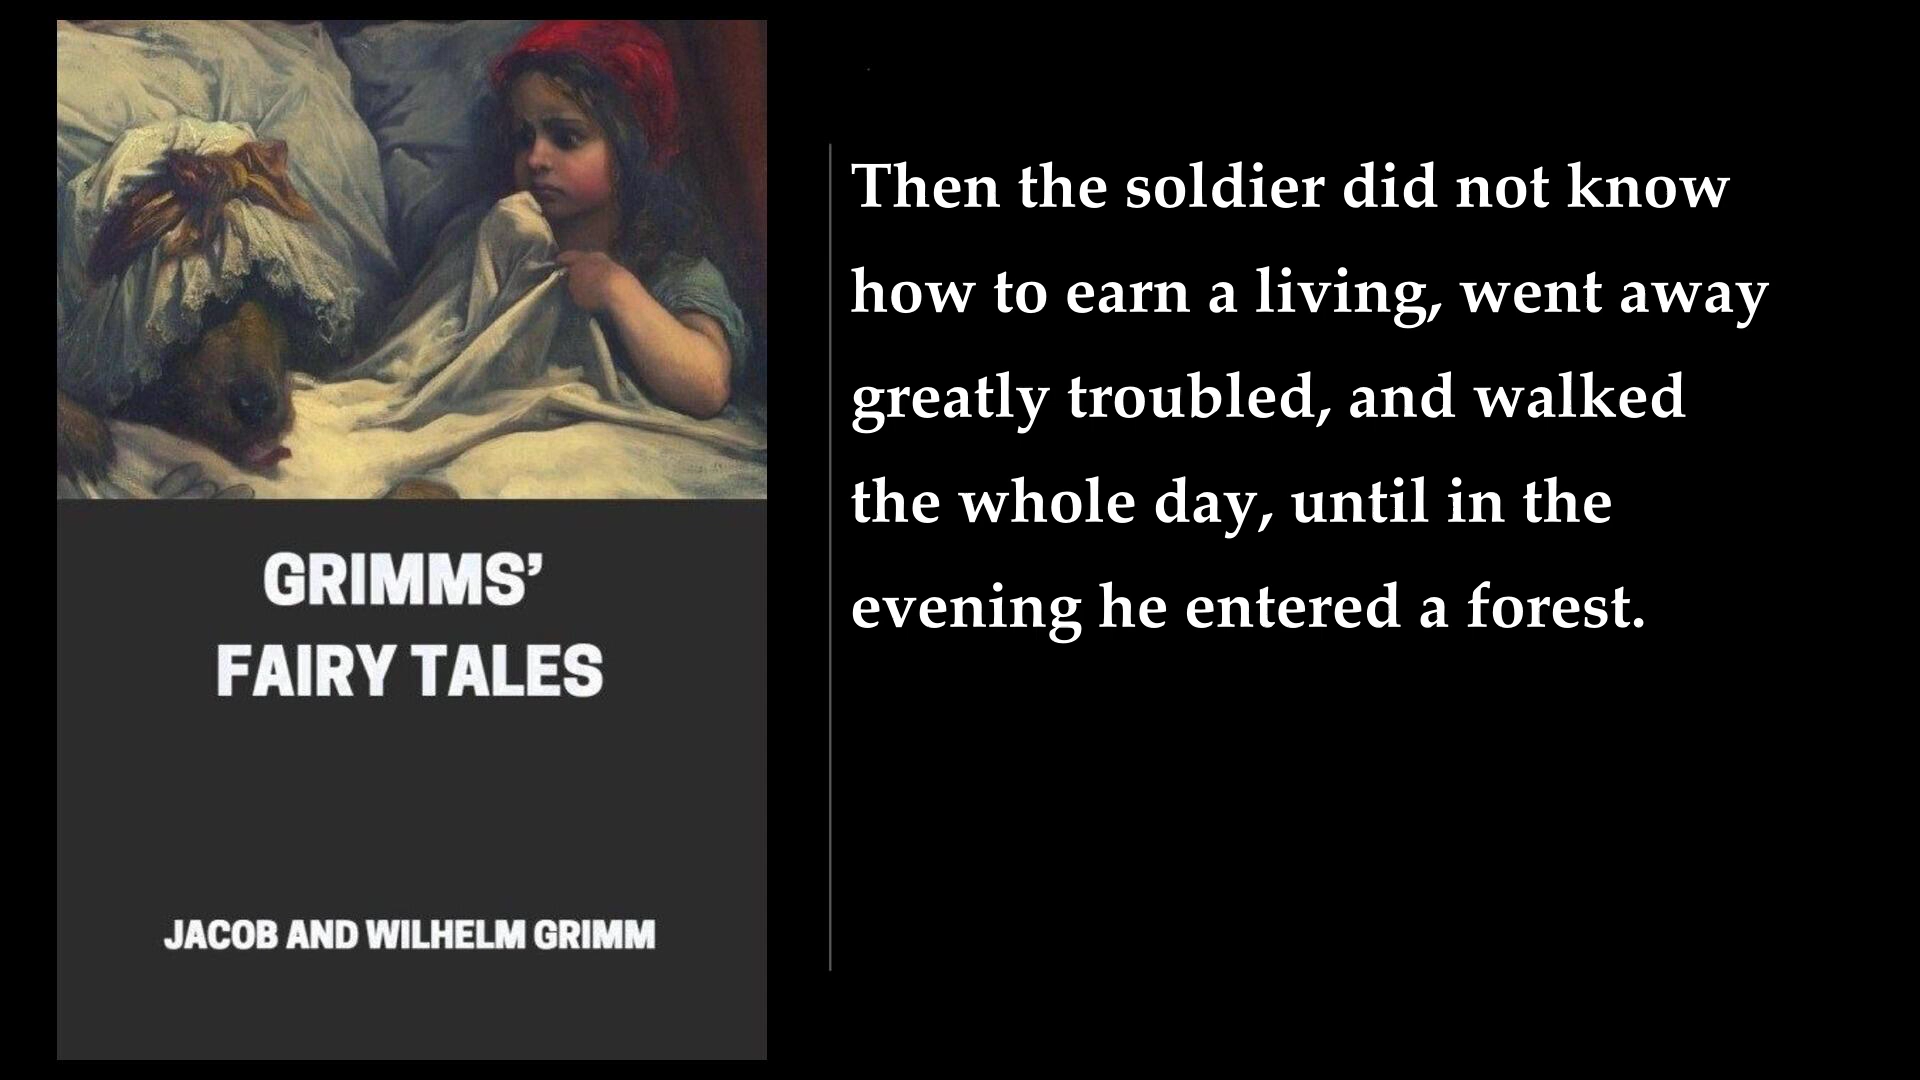 GRIMMS’
FAIRY TALES
JACOB AND WILHELM GRIMM
Then the soldier did not know
how to earn a living, went away
greatly troubled, and walked
the whole day, until in the
evening he entered a forest.